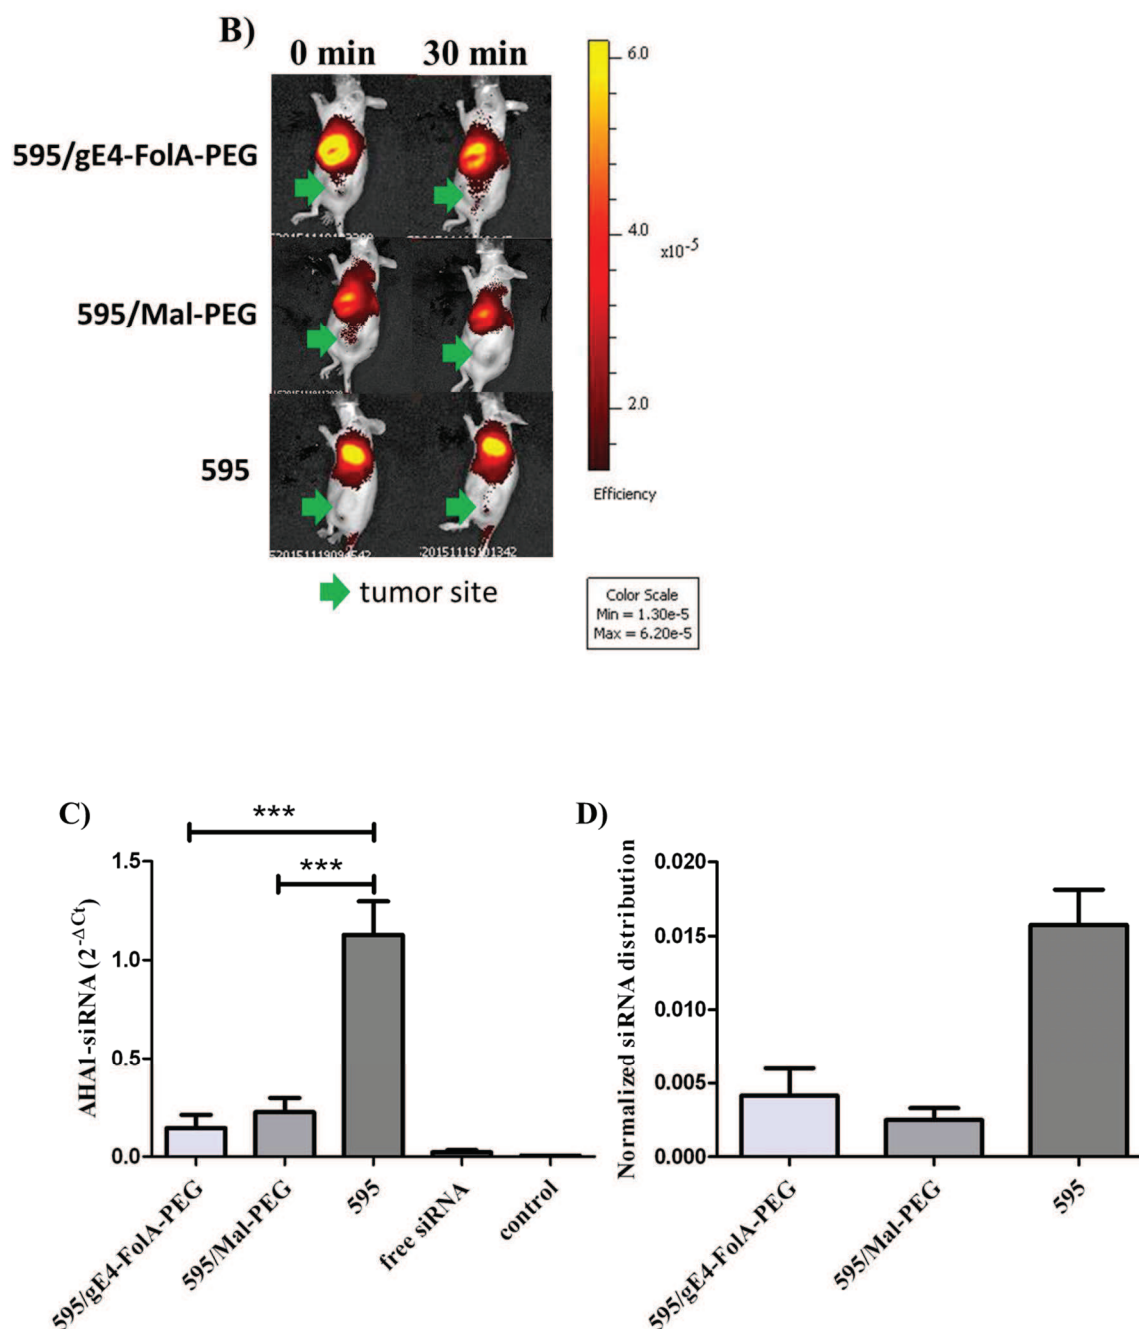 B)
0 min 30 min
595/gE4-FolA-PEG
595/Mal-PEG
595
tumor site
6.0
4.0
x10⁻⁵
2.0
Efficiency
Color Scale
Min = 1.30e-5
Max = 6.20e-5
20151119101342
C)
***
***
AHA1-siRNA (2^-ΔCt)
1.5
1.0
0.5
0.0
595/gE4-FolA-PEG
595/Mal-PEG
595
free siRNA
control
D)
Normalized siRNA distribution
0.020
0.015
0.010
0.005
0.000
595/gE4-FolA-PEG
595/Mal-PEG
595